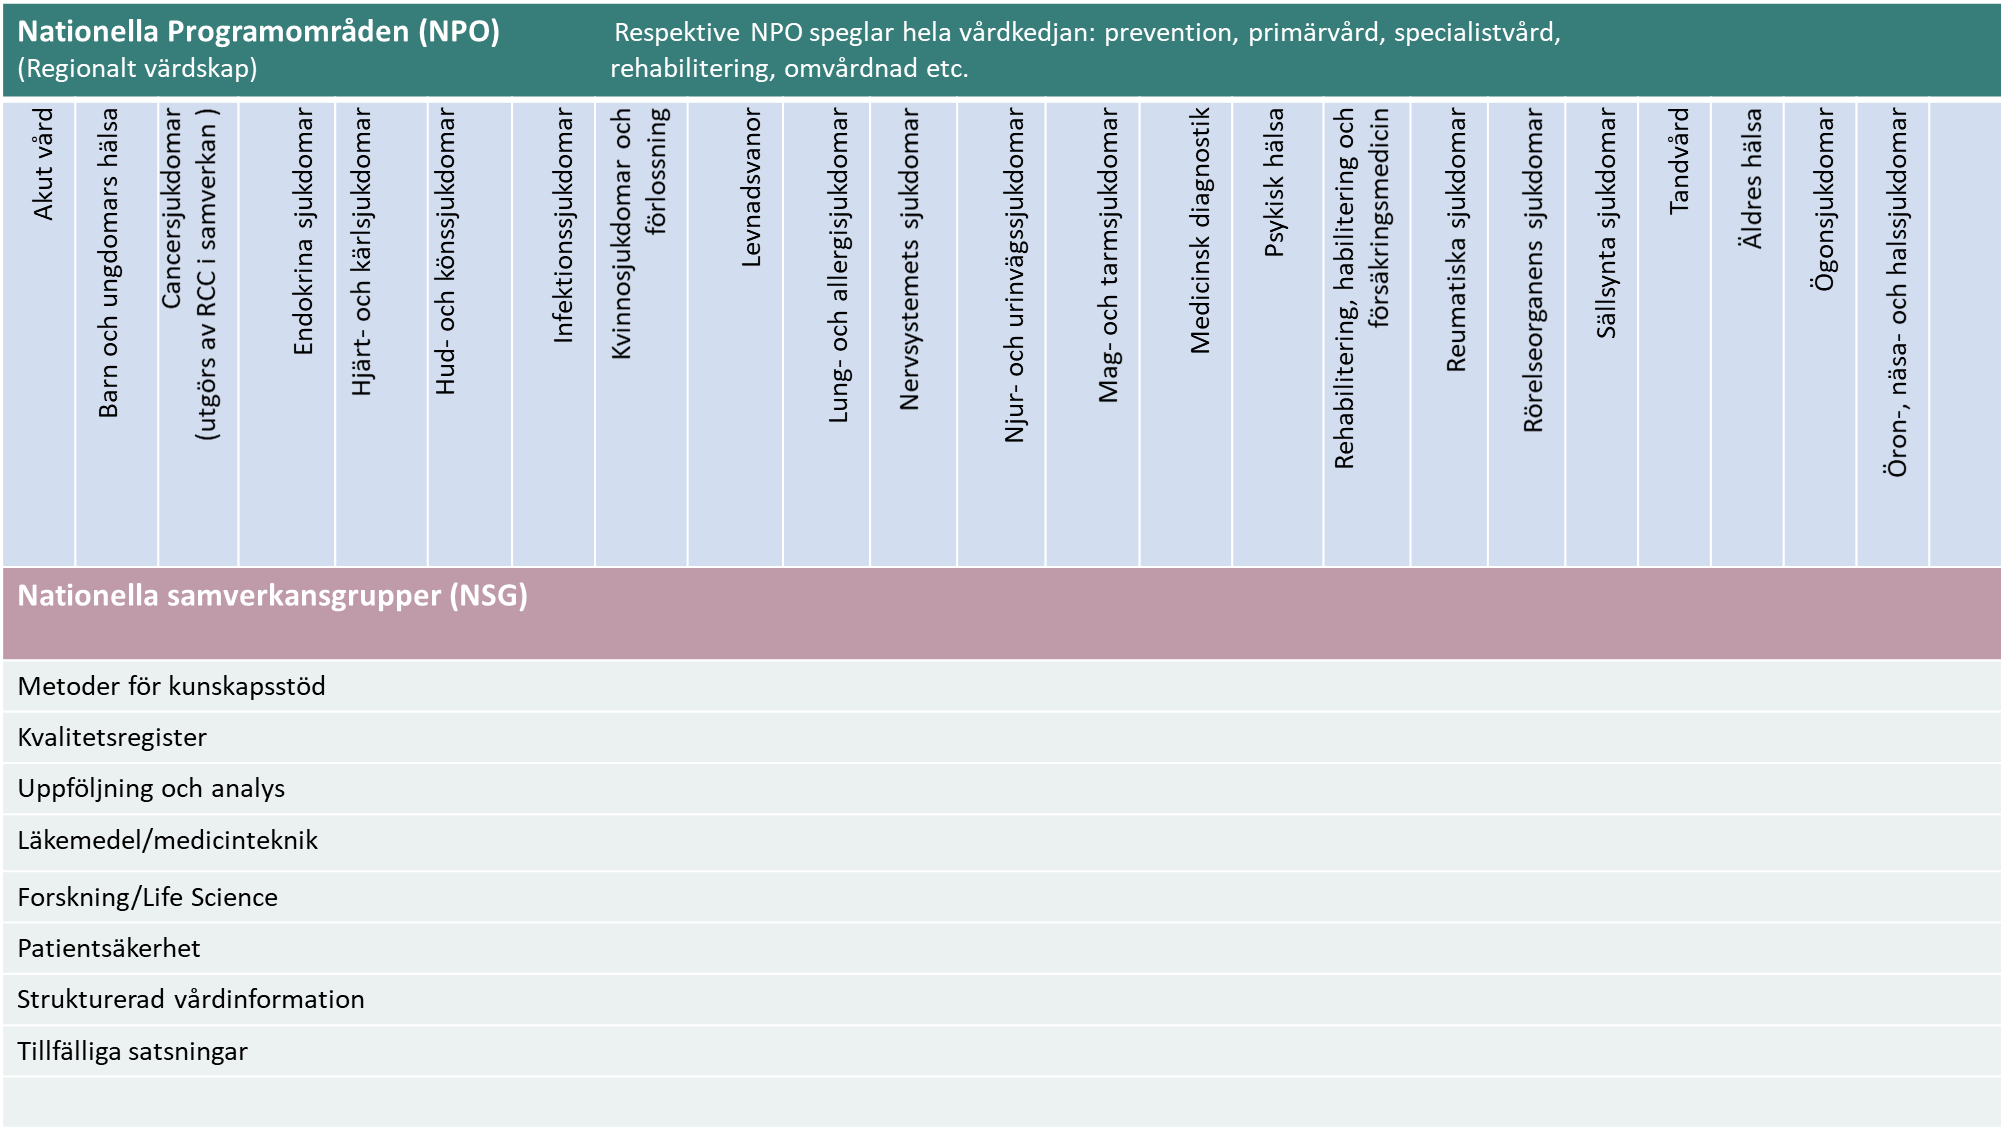 Nationella Programområden (NPO)
(Regionalt värdskap)
Respektive NPO speglar hela vårdkedjan: prevention, primärvård, specialistvård,
rehabilitering, omvårdnad etc.
Akut vård
Barn och ungdomars hälsa
Cancersjukdomar
(utgörs av RCC i samverkan )
Endokrina sjukdomar
Hjärt- och kärlsjukdomar
Hud- och könssjukdomar
Infektionssjukdomar
Kvinnosjukdomar och
förlossning
Levnadsvanor
Lung- och allergisjukdomar
Nervsystemets sjukdomar
Njur- och urinvägssjukdomar
Mag- och tarmsjukdomar
Medicinsk diagnostik
Psykisk hälsa
Rehabilitering, habilitering och
försäkringsmedicin
Reumatiska sjukdomar
Rörelseorganens sjukdomar
Sällsynta sjukdomar
Tandvård
Äldres hälsa
Ögonsjukdomar
Öron-, näsa- och halssjukdomar
Nationella samverkansgrupper (NSG)
Metoder för kunskapsstöd
Kvalitetsregister
Uppföljning och analys
Läkemedel/medicinteknik
Forskning/Life Science
Patientsäkerhet
Strukturerad vårdinformation
Tillfälliga satsningar